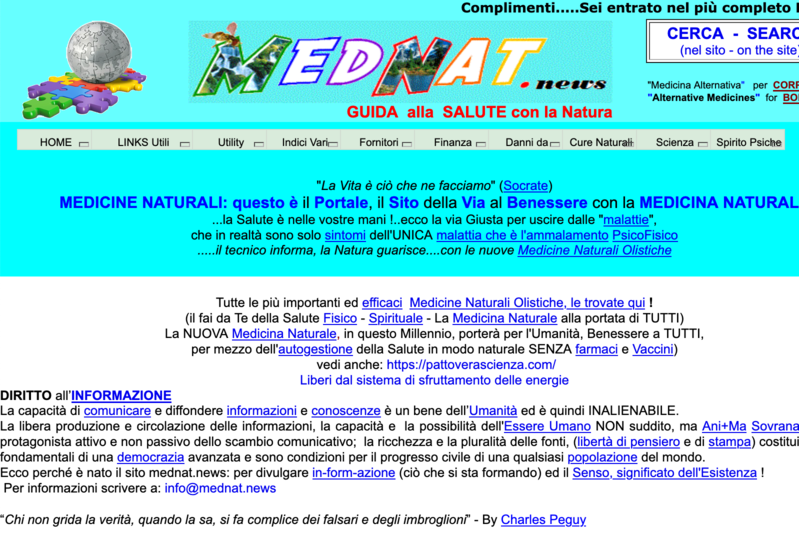 Complimenti.....Sei entrato nel più completo
MEDNAT.news
CERCA - SEARC
(nel sito - on the site)
GUIDA alla SALUTE con la Natura
"Medicina Alternativa" per CORP
"Alternative Medicines" for BO
HOME LINKS Utili Utility Indici Vari Fornitori Finanza Danni da Cure Naturali Scienza Spirito Psiche
"La Vita è ciò che ne facciamo" (Socrate)
MEDICINE NATURALI: questo è il Portale, il Sito della Via al Benessere con la MEDICINA NATURAL
...la Salute è nelle vostre mani !..ecco la via Giusta per uscire dalle "malattie",
che in realtà sono solo sintomi dell'UNICA malattia che è l'ammalamento PsicoFisico
.....il tecnico informa, la Natura guarisce....con le nuove Medicine Naturali Olistiche
Tutte le più importanti ed efficaci Medicine Naturali Olistiche, le trovate qui !
(il fai da Te della Salute Fisico - Spirituale - La Medicina Naturale alla portata di TUTTI)
La NUOVA Medicina Naturale, in questo Millennio, porterà per l'Umanità, Benessere a TUTTI,
per mezzo dell'autogestione della Salute in modo naturale SENZA farmaci e Vaccini)
vedi anche: https://pattoverascienza.com/
Liberi dal sistema di sfruttamento delle energie
DIRITTO all'INFORMAZIONE
La capacità di comunicare e diffondere informazioni e conoscenze è un bene dell'Umanità ed è quindi INALIENABILE.
La libera produzione e circolazione delle informazioni, la capacità e la possibilità dell'Essere Umano NON suddito, ma Ani+Ma Sovrana
protagonista attivo e non passivo dello scambio comunicativo; la ricchezza e la pluralità delle fonti, (libertà di pensiero e di stampa) costitui
fondamentali di una democrazia avanzata e sono condizioni per il progresso civile di una qualsiasi popolazione del mondo.
Ecco perché è nato il sito mednat.news: per divulgare in-form-azione (ciò che si sta formando) ed il Senso, significato dell'Esistenza !
Per informazioni scrivere a: info@mednat.news
“Chi non grida la verità, quando la sa, si fa complice dei falsari e degli imbroglioni” - By Charles Peguy